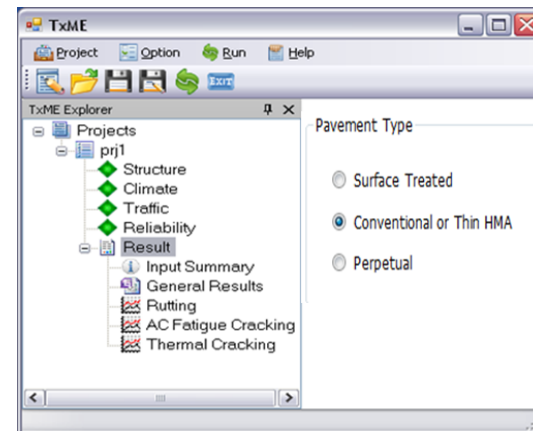 TxME
Project Option Run Help
EXIT
TxME Explorer
Projects
prj1
Structure
Climate
Traffic
Reliability
Result
Input Summary
General Results
Rutting
AC Fatigue Cracking
Thermal Cracking
Pavement Type
Surface Treated
Conventional or Thin HMA
Perpetual